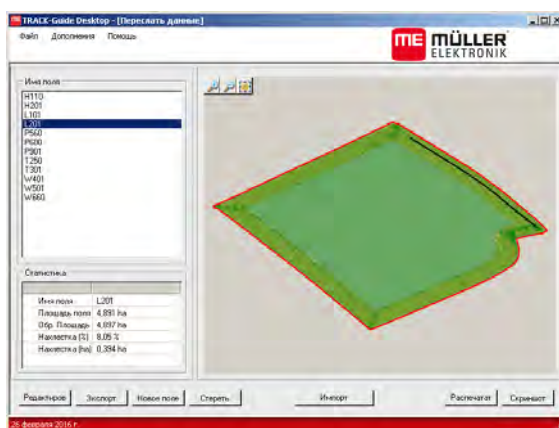 TRACK-Guide Desktop - [Переслать данные]
Файл Дополнения Помощь
ME MÜLLER
ELEKTRONIK
Имя поля
H110
H201
L101
L201
P560
P600
P901
T250
T301
W401
W501
W660
Статистика
Имя поля L201
Площадь поля 4,891 ha
Обр. Площадь 4,897 ha
Нахлестка (%) 8,05 %
Нахлестка (ha) 0,394 ha
Редактиров Экспорт Новое поле Стереть Импорт Распечатат Скриншот
26 февраля 2016 г.